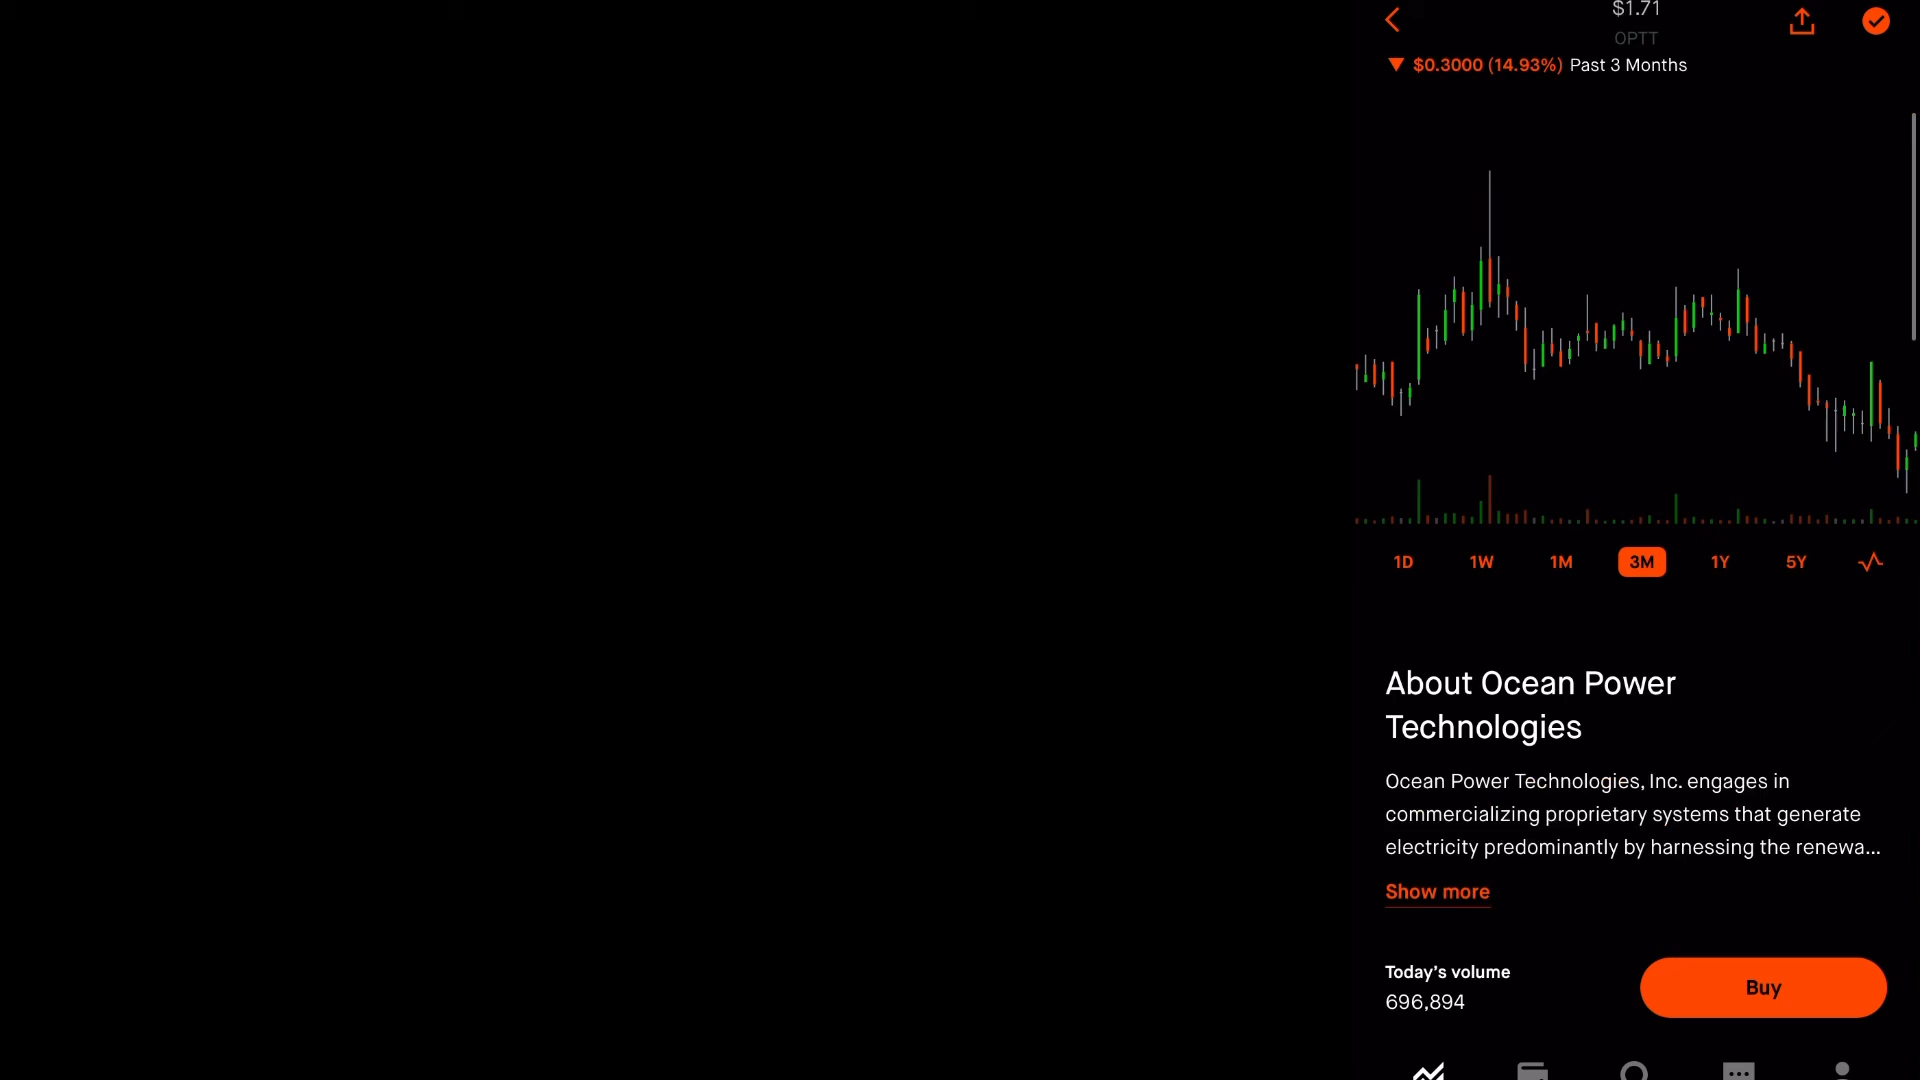 $1.71
OPTT
$0.3000 (14.93%) Past 3 Months
1D 1W 1M 3M 1Y 5Y
About Ocean Power
Technologies
Ocean Power Technologies, Inc. engages in
commercializing proprietary systems that generate
electricity predominantly by harnessing the renewa...
Show more
Today's volume
696,894
Buy